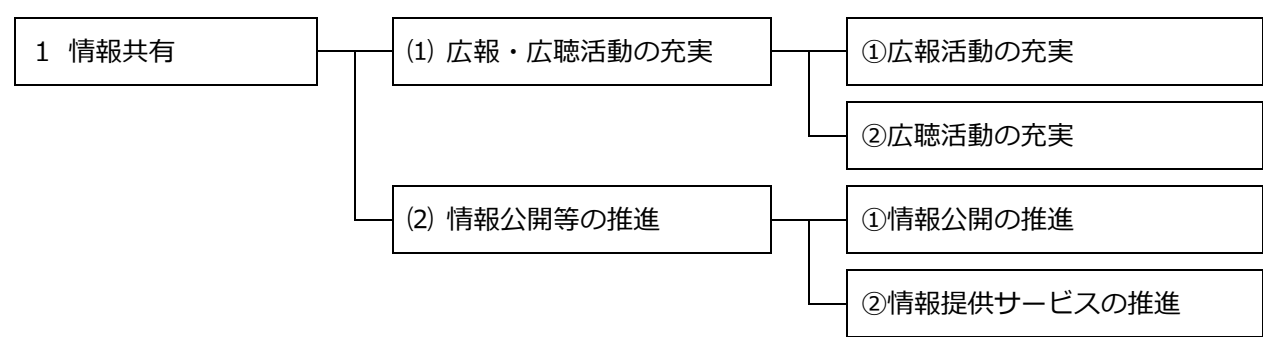 1 情報共有
⑴ 広報・広聴活動の充実
①広報活動の充実
②広聴活動の充実
⑵ 情報公開等の推進
①情報公開の推進
②情報提供サービスの推進